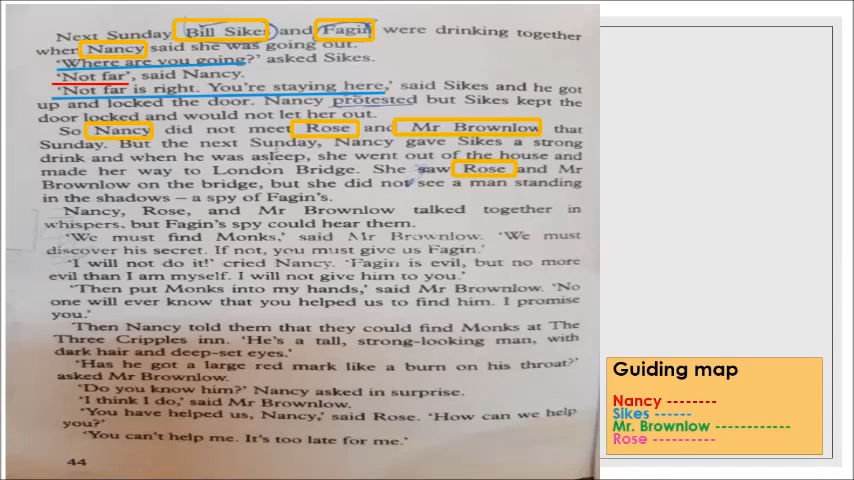 Next Sunday Bill Sikes and Fagin were drinking together
when Nancy said she was going out.
'Where are you going?' asked Sikes.
'Not far', said Nancy.
'Not far is right. You're staying here,' said Sikes and he got
up and locked the door. Nancy protested but Sikes kept the
door locked and would not let her out.
So Nancy did not meet Rose and Mr Brownlow that
Sunday. But the next Sunday, Nancy gave Sikes a strong
drink and when he was asleep, she went out of the house and
made her way to London Bridge. She saw Rose and Mr
Brownlow on the bridge, but she did not see a man standing
in the shadows – a spy of Fagin's.
Nancy, Rose, and Mr Brownlow talked together in
whispers, but Fagin's spy could hear them.
'We must find Monks,' said Mr Brownlow. 'We must
discover his secret. If not, you must give us Fagin.'
'I will not do it!' cried Nancy. 'Fagin is evil, but no more
evil than I am myself. I will not give him to you.'
'Then put Monks into my hands,' said Mr Brownlow. 'No
one will ever know that you helped us to find him. I promise
you.'
Then Nancy told them that they could find Monks at The
Three Cripples inn. 'He's a tall, strong-looking man, with
dark hair and deep-set eyes.'
'Has he got a large red mark like a burn on his throat?'
asked Mr Brownlow.
'Do you know him?' Nancy asked in surprise.
'I think I do,' said Mr Brownlow.
'You have helped us, Nancy,' said Rose. 'How can we help
you?'
'You can't help me. It's too late for me.'
44
Guiding map
Nancy --------
Sikes ------
Mr. Brownlow ------------
Rose ----------